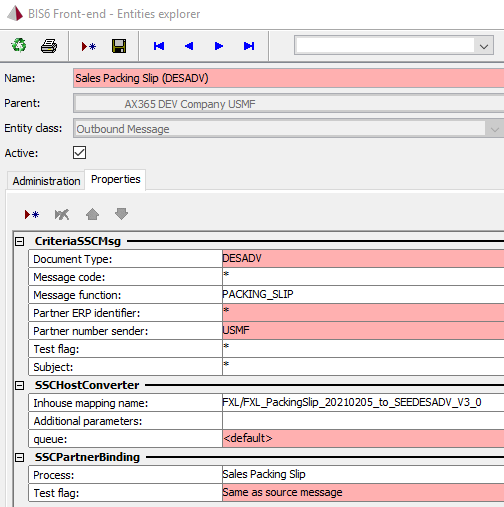 BIS6 Front-end - Entities explorer
Name: Sales Packing Slip (DESADV)
Parent: AX365 DEV Company USMF
Entity class: Outbound Message
Active:
Administration Properties
CriteriaSSCMsg
Document Type: DESADV
Message code: *
Message function: PACKING_SLIP
Partner ERP identifier: *
Partner number sender: USMF
Test flag: *
Subject: *
SSCHostConverter
Inhouse mapping name: FXL/FXL_PackingSlip_20210205_to_SEEDESADV_V3_0
Additional parameters:
queue: <default>
SSCPartnerBinding
Process: Sales Packing Slip
Test flag: Same as source message